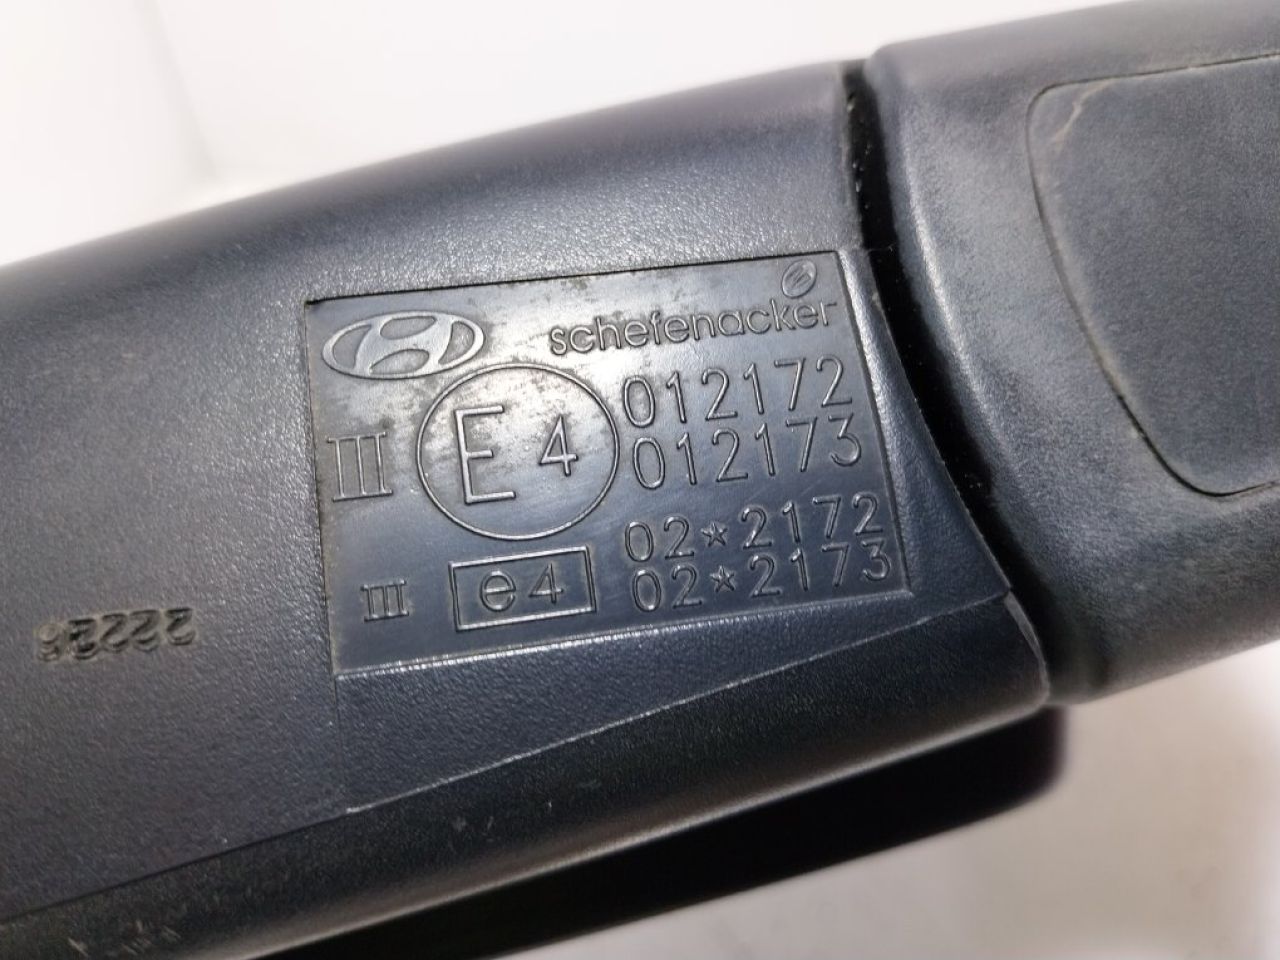 schefenacker
III E 4 012172
012173
02*2172
III e4 02*2173